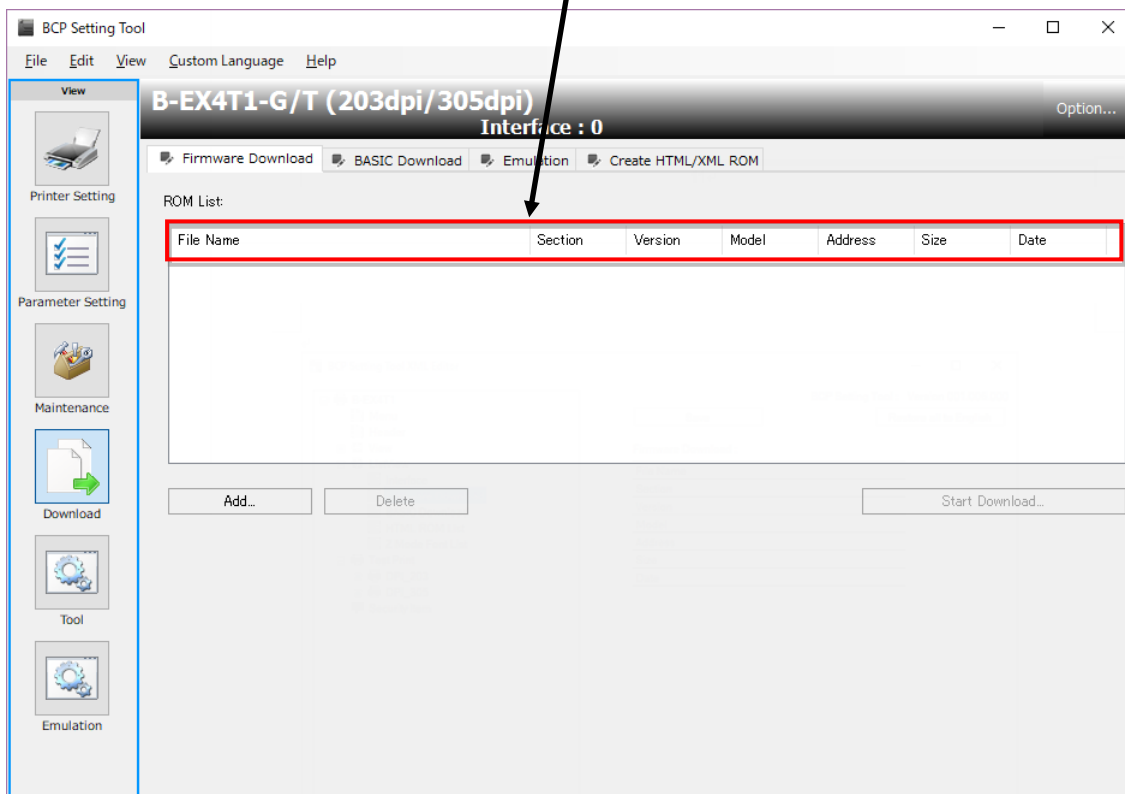 BCP Setting Tool
File Edit View Custom Language Help
View
B-EX4T1-G/T (203dpi/305dpi)
Interface : 0
Option...
Firmware Download BASIC Download Emulation Create HTML/XML ROM
Printer Setting
ROM List:
File Name Section Version Model Address Size Date
Parameter Setting
Maintenance
Add... Delete Start Download...
Download
Tool
Emulation